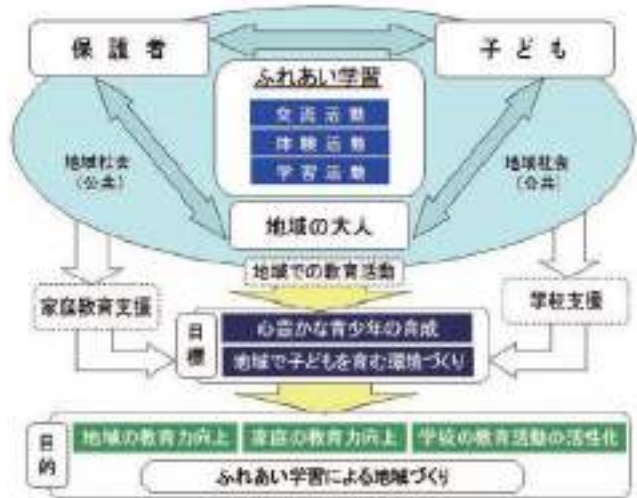 保護者
子ども
ふれあい学習
交流活動
体験活動
学習活動
地域社会
(公共)
地域社会
(公共)
地域の大人
地域での教育活動
家庭教育支援
学校支援
目標
心豊かな青少年の育成
地域で子どもを育む環境づくり
目的
地域の教育力向上
家庭の教育力向上
学校の教育活動の活性化
ふれあい学習による地域づくり